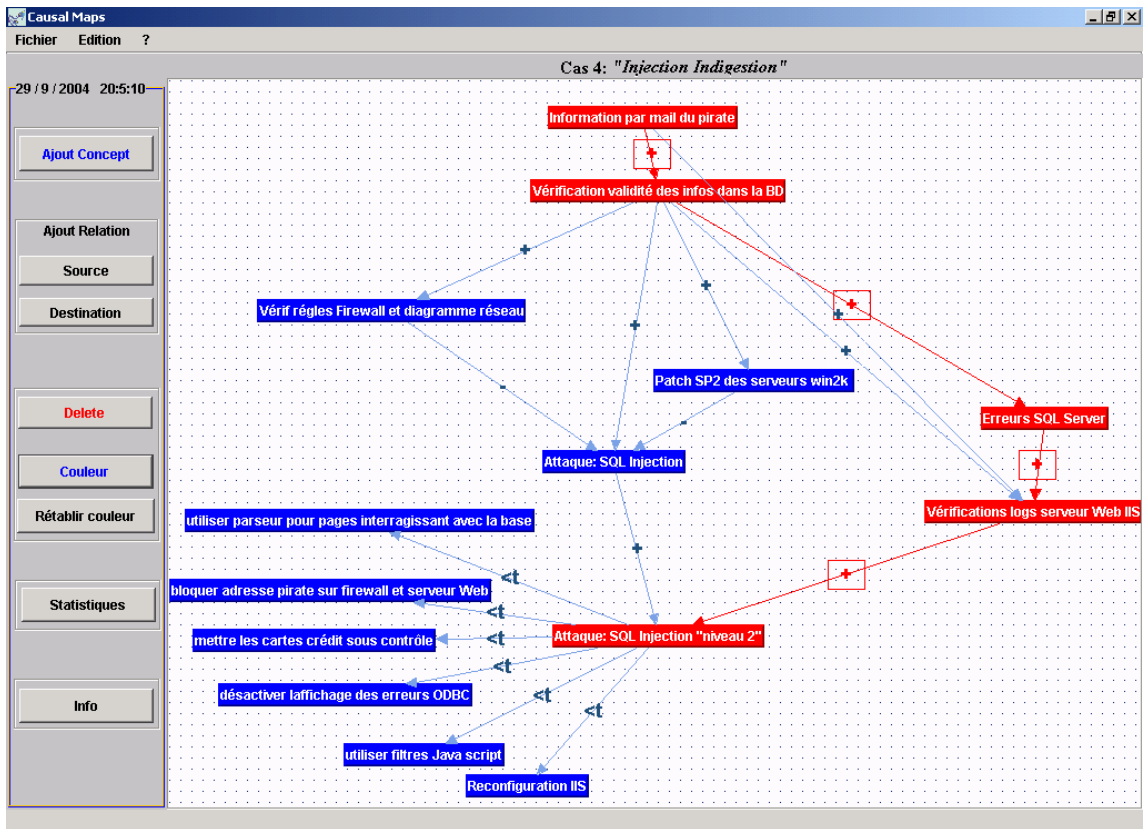 Causal Maps
Fichier Edition ?
Cas 4: "Injection Indigestion"
29 / 9 / 2004 20:5:10
Ajout Concept
Ajout Relation
Source
Destination
Delete
Couleur
Rétablir couleur
Statistiques
Info
Information par mail du pirate
+
Vérification validité des infos dans la BD
+
+
Vérif régles Firewall et diagramme réseau
+
+
+
+
Patch SP2 des serveurs win2k
-
-
Erreurs SQL Server
Attaque: SQL Injection
+
Vérifications logs serveur Web IIS
utiliser parseur pour pages interragissant avec la base
+
+
<t
bloquer adresse pirate sur firewall et serveur Web
<t
Attaque: SQL Injection "niveau 2"
mettre les cartes crédit sous contrôle
<t
<t
désactiver laffichage des erreurs ODBC
<t
<t
utiliser filtres Java script
Reconfiguration IIS